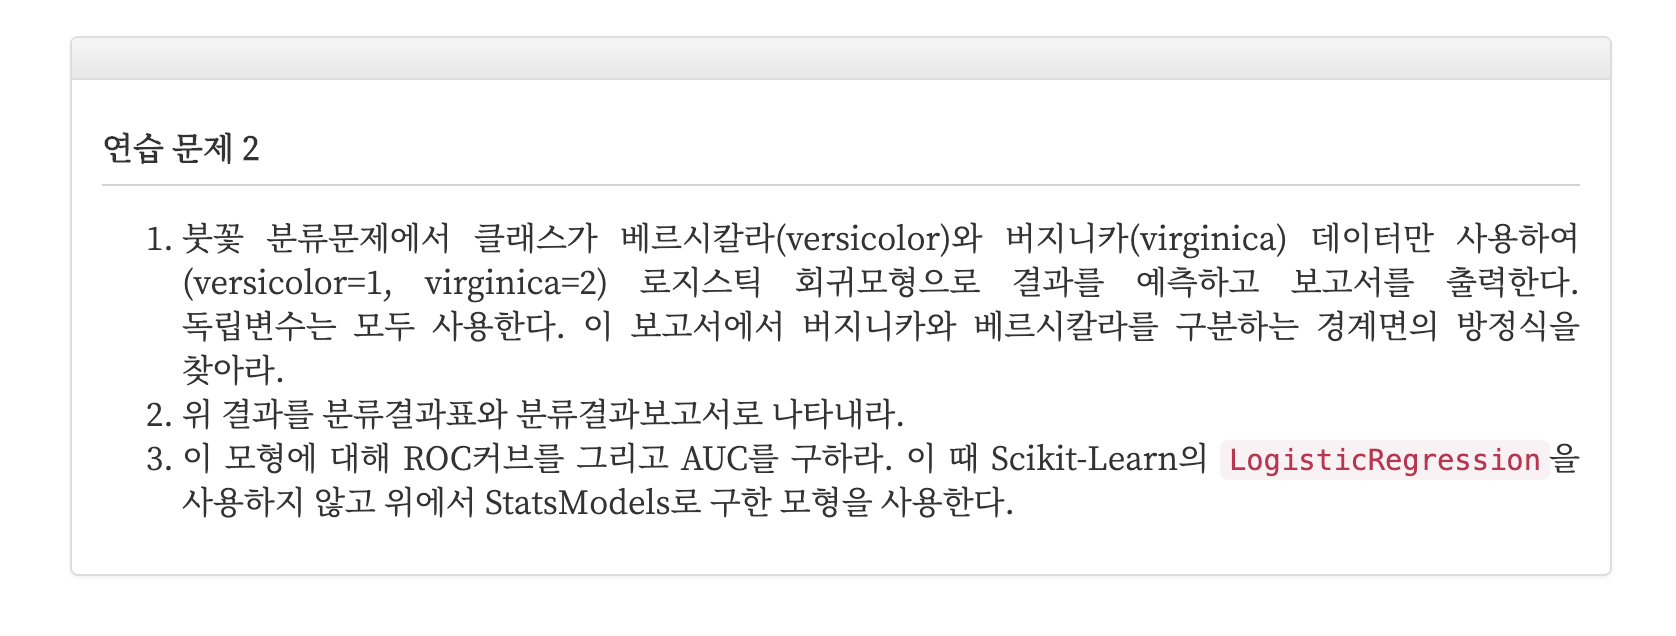 연습 문제 2
1. 붓꽃 분류문제에서 클래스가 베르시칼라(versicolor)와 버지니카(virginica) 데이터만 사용하여
(versicolor=1, virginica=2) 로지스틱 회귀모형으로 결과를 예측하고 보고서를 출력한다.
독립변수는 모두 사용한다. 이 보고서에서 버지니카와 베르시칼라를 구분하는 경계면의 방정식을
찾아라.
2. 위 결과를 분류결과표와 분류결과보고서로 나타내라.
3. 이 모형에 대해 ROC커브를 그리고 AUC를 구하라. 이 때 Scikit-Learn의 LogisticRegression을
사용하지 않고 위에서 StatsModels로 구한 모형을 사용한다.